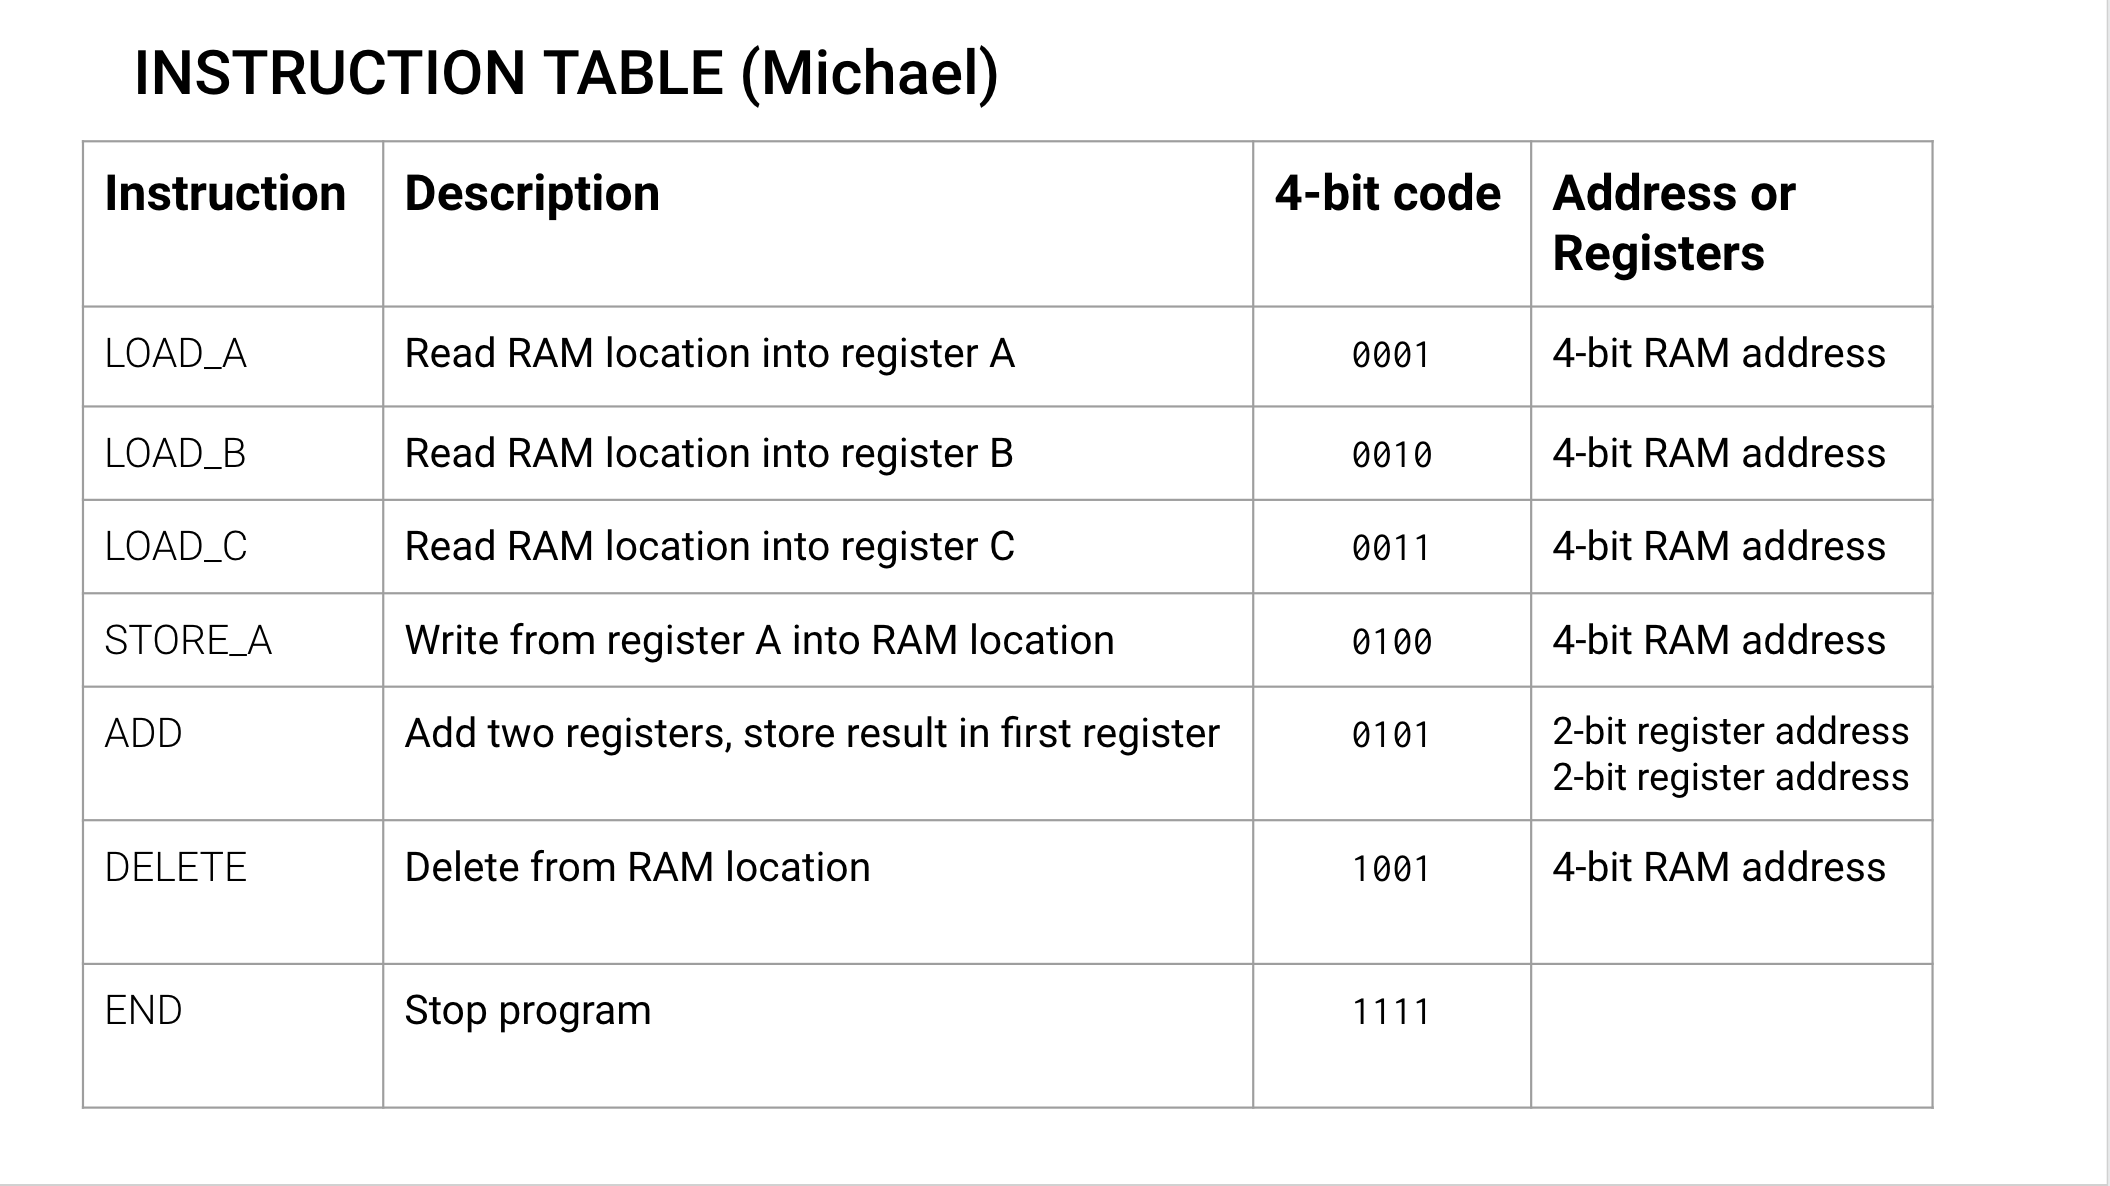 INSTRUCTION TABLE (Michael)
Instruction Description 4-bit code Address or
Registers
LOAD_A Read RAM location into register A 0001 4-bit RAM address
LOAD_B Read RAM location into register B 0010 4-bit RAM address
LOAD_C Read RAM location into register C 0011 4-bit RAM address
STORE_A Write from register A into RAM location 0100 4-bit RAM address
ADD Add two registers, store result in first register 0101 2-bit register address
2-bit register address
DELETE Delete from RAM location 1001 4-bit RAM address
END Stop program 1111